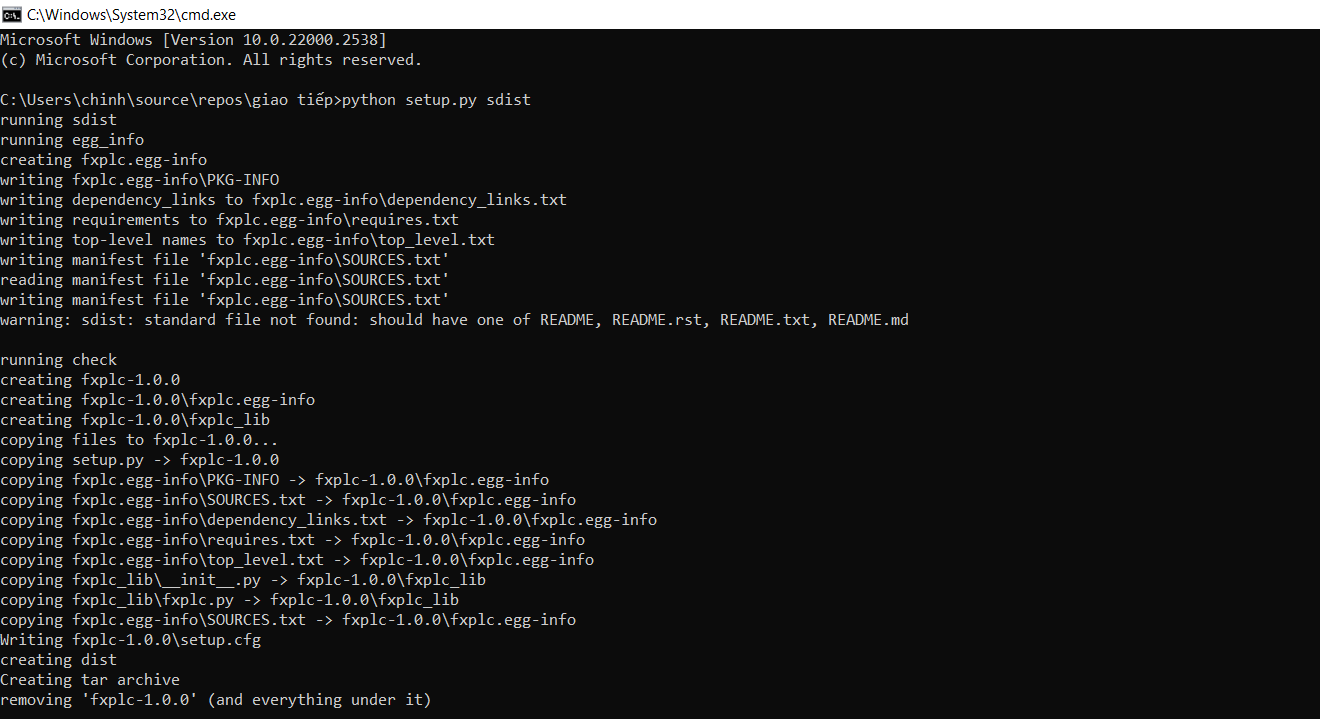 C:\Windows\System32\cmd.exe
Microsoft Windows [Version 10.0.22000.2538]
(c) Microsoft Corporation. All rights reserved.
C:\Users\chinh\source\repos\giao tiếp>python setup.py sdist
running sdist
running egg_info
creating fxplc.egg-info
writing fxplc.egg-info\PKG-INFO
writing dependency_links to fxplc.egg-info\dependency_links.txt
writing requirements to fxplc.egg-info\requires.txt
writing top-level names to fxplc.egg-info\top_level.txt
writing manifest file 'fxplc.egg-info\SOURCES.txt'
reading manifest file 'fxplc.egg-info\SOURCES.txt'
writing manifest file 'fxplc.egg-info\SOURCES.txt'
warning: sdist: standard file not found: should have one of README, README.rst, README.txt, README.md
running check
creating fxplc-1.0.0
creating fxplc-1.0.0\fxplc.egg-info
creating fxplc-1.0.0\fxplc_lib
copying files to fxplc-1.0.0...
copying setup.py -> fxplc-1.0.0
copying fxplc.egg-info\PKG-INFO -> fxplc-1.0.0\fxplc.egg-info
copying fxplc.egg-info\SOURCES.txt -> fxplc-1.0.0\fxplc.egg-info
copying fxplc.egg-info\dependency_links.txt -> fxplc-1.0.0\fxplc.egg-info
copying fxplc.egg-info\requires.txt -> fxplc-1.0.0\fxplc.egg-info
copying fxplc.egg-info\top_level.txt -> fxplc-1.0.0\fxplc.egg-info
copying fxplc_lib\__init__.py -> fxplc-1.0.0\fxplc_lib
copying fxplc_lib\fxplc.py -> fxplc-1.0.0\fxplc_lib
copying fxplc.egg-info\SOURCES.txt -> fxplc-1.0.0\fxplc.egg-info
Writing fxplc-1.0.0\setup.cfg
creating dist
Creating tar archive
removing 'fxplc-1.0.0' (and everything under it)